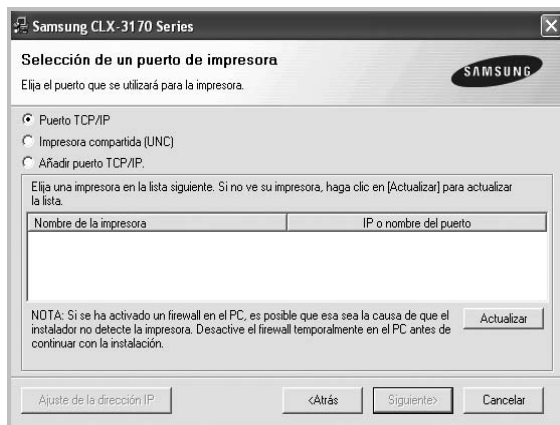 Samsung CLX-3170 Series
Selección de un puerto de impresora
Elija el puerto que se utilizará para la impresora.
SAMSUNG
Puerto TCP/IP
Impresora compartida (UNC)
Añadir puerto TCP/IP.
Elija una impresora en la lista siguiente. Si no ve su impresora, haga clic en [Actualizar] para actualizar
la lista.
Nombre de la impresora IP o nombre del puerto
NOTA: Si se ha activado un firewall en el PC, es posible que esa sea la causa de que el
instalador no detecte la impresora. Desactive el firewall temporalmente en el PC antes de
continuar con la instalación.
Actualizar
Ajuste de la dirección IP <Atrás Siguiente> Cancelar